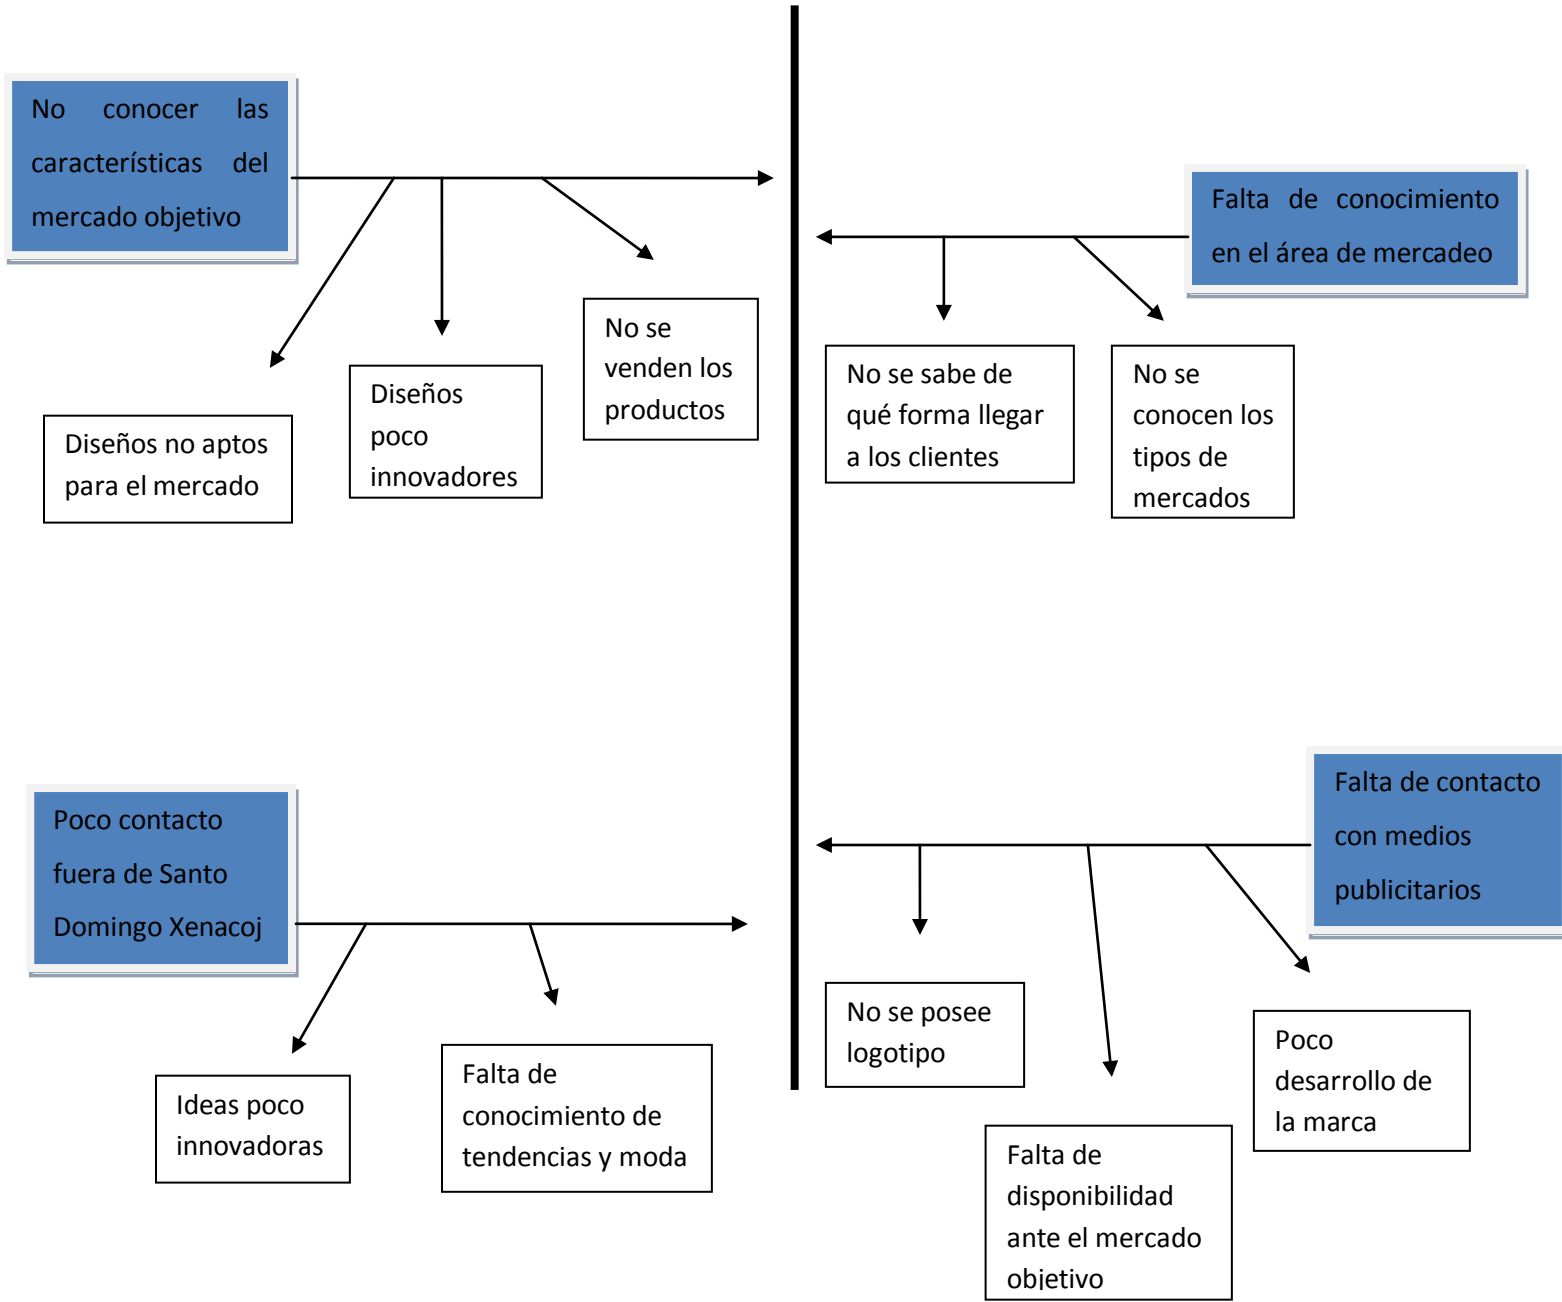 No conocer las
características del
mercado objetivo
Falta de conocimiento
en el área de mercadeo
No se
venden los
productos
Diseños
poco
innovadores
Diseños no aptos
para el mercado
No se sabe de
qué forma llegar
a los clientes
No se
conocen los
tipos de
mercados
Poco contacto
fuera de Santo
Domingo Xenacoj
Falta de contacto
con medios
publicitarios
Ideas poco
innovadoras
Falta de
conocimiento de
tendencias y moda
No se posee
logotipo
Falta de
disponibilidad
ante el mercado
objetivo
Poco
desarrollo de
la marca